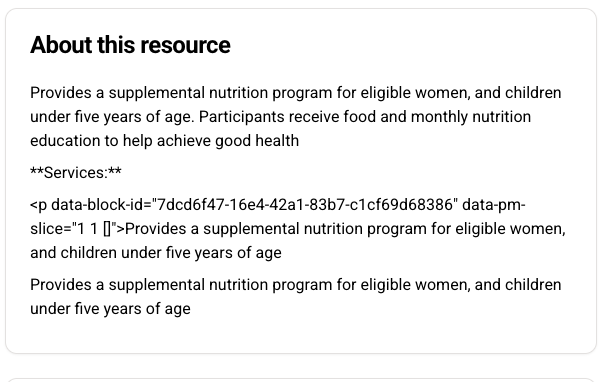 About this resource
Provides a supplemental nutrition program for eligible women, and children
under five years of age. Participants receive food and monthly nutrition
education to help achieve good health
**Services:**
<p data-block-id="7dcd6f47-16e4-42a1-83b7-c1cf69d68386" data-pm-
slice="1 1 []">Provides a supplemental nutrition program for eligible women,
and children under five years of age
Provides a supplemental nutrition program for eligible women, and children
under five years of age